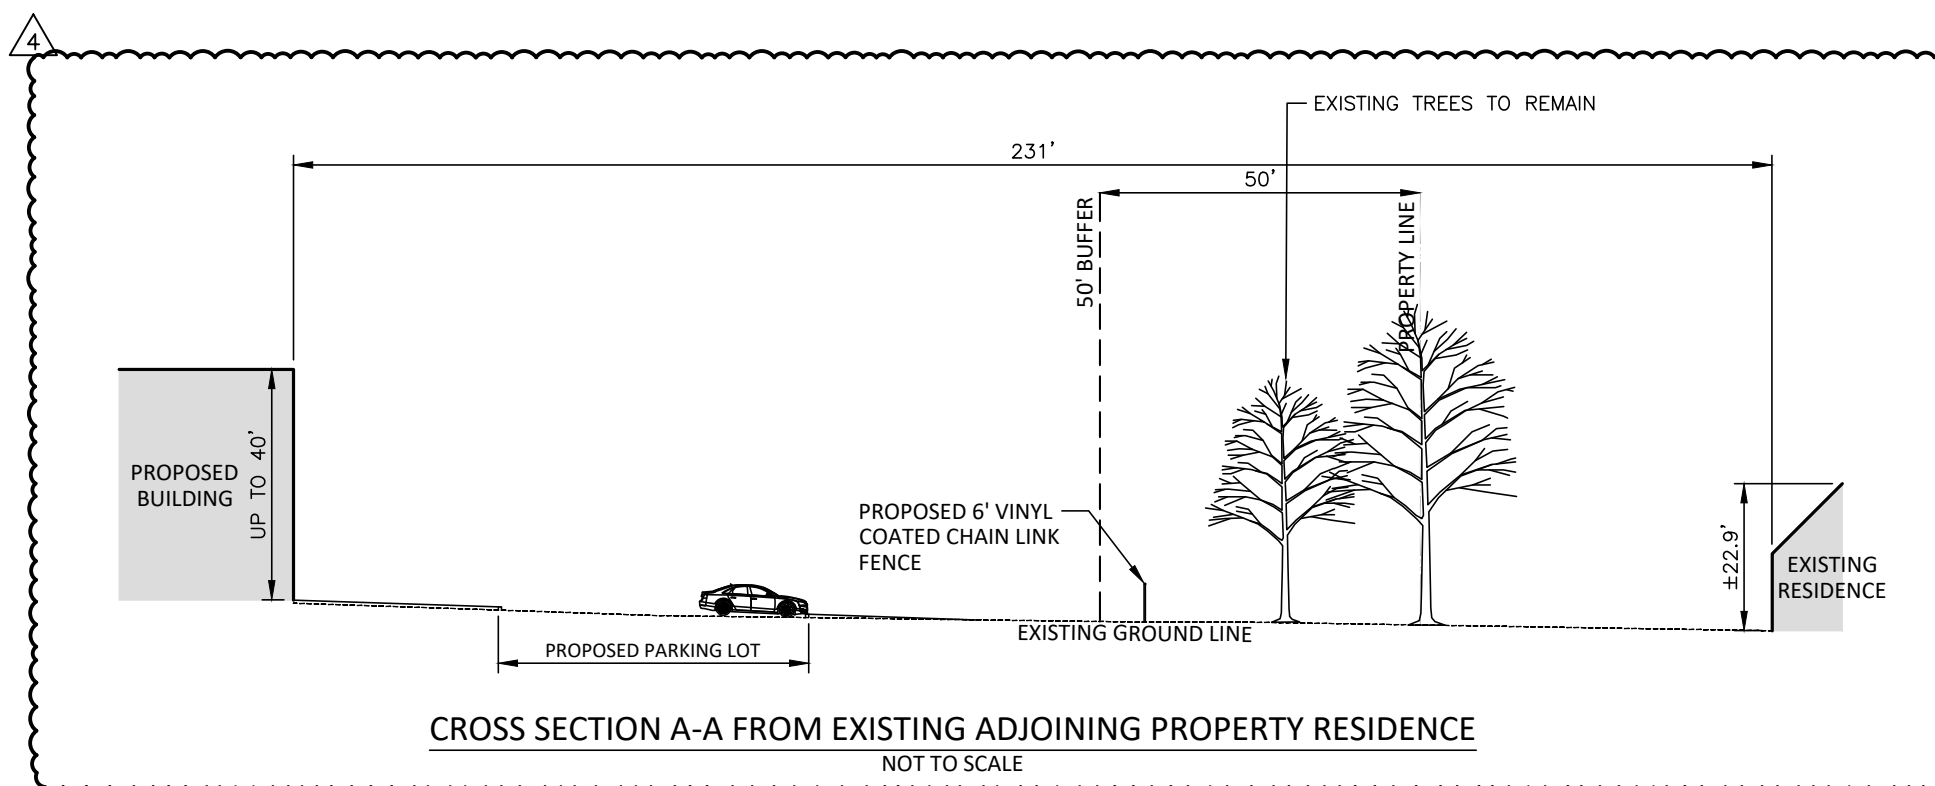 4
EXISTING TREES TO REMAIN
231'
50'
50' BUFFER
PROPERTY LINE
UP TO 40'
PROPOSED
BUILDING
PROPOSED 6' VINYL
COATED CHAIN LINK
FENCE
±22.9'
EXISTING
RESIDENCE
EXISTING GROUND LINE
PROPOSED PARKING LOT
CROSS SECTION A-A FROM EXISTING ADJOINING PROPERTY RESIDENCE
NOT TO SCALE